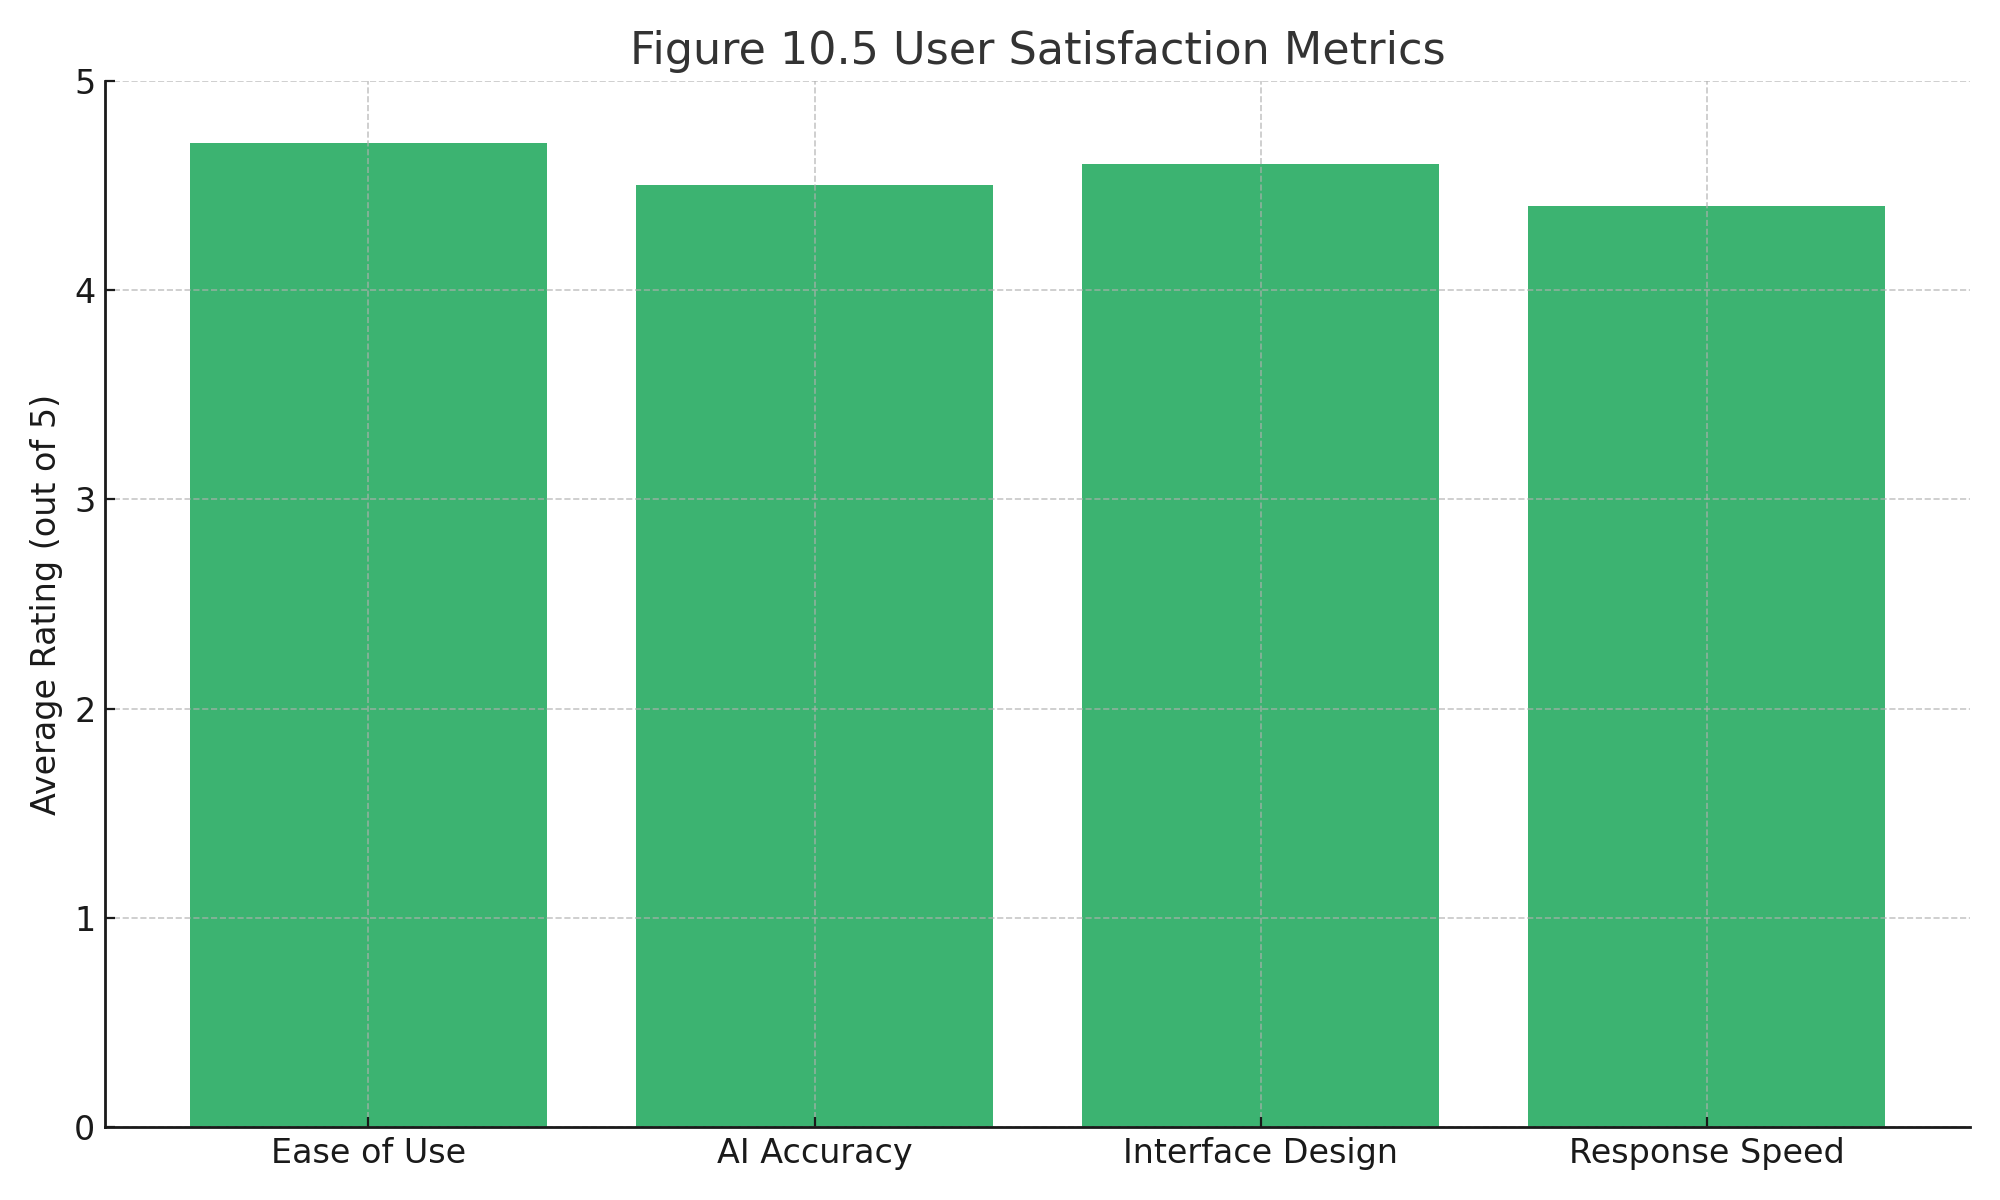 Figure 10.5 User Satisfaction Metrics
5
4
3
2
1
0
Average Rating (out of 5)
Ease of Use
AI Accuracy
Interface Design
Response Speed